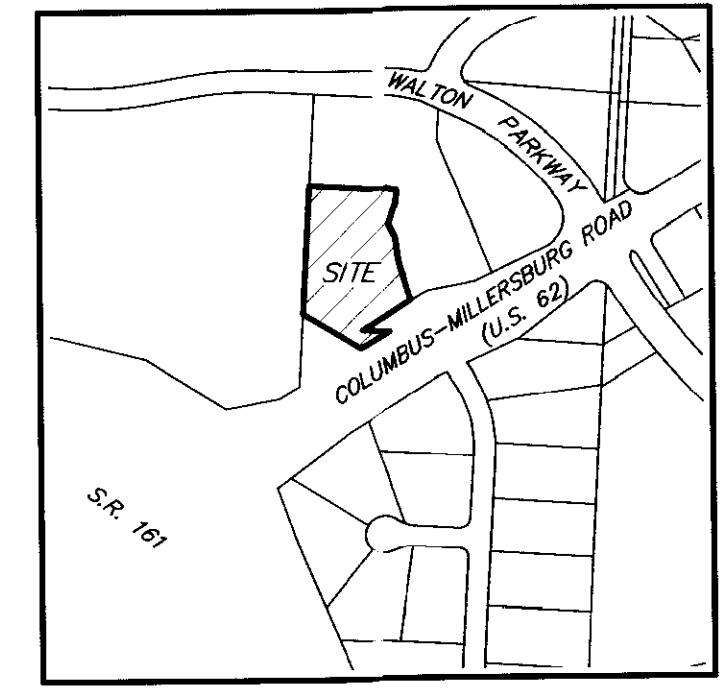 WALTON PARKWAY
SITE
COLUMBUS-MILLERSBURG ROAD
(U.S. 62)
S.R. 161